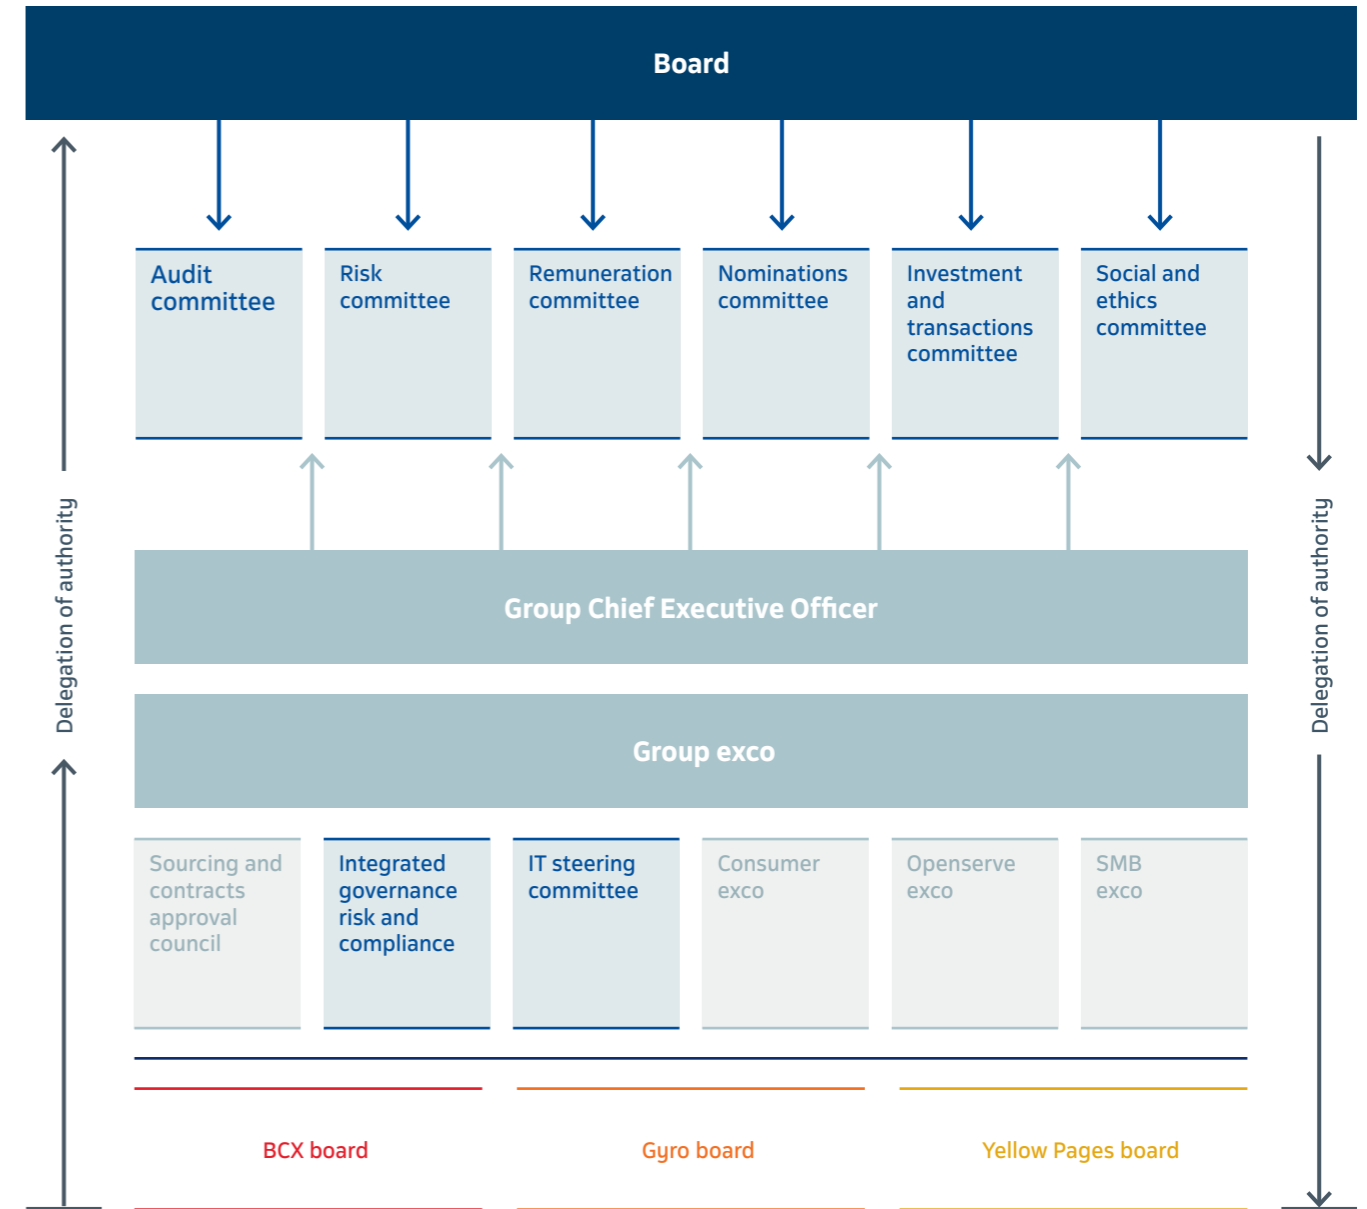 Board
Audit
committee
Risk
committee
Remuneration
committee
Nominations
committee
Investment
and
transactions
committee
Social and
ethics
committee
Delegation of authority
Delegation of authority
Group Chief Executive Officer
Group exco
Sourcing and
contracts
approval
council
Integrated
governance
risk and
compliance
IT steering
committee
Consumer
exco
Openserve
exco
SMB
exco
BCX board
Gyro board
Yellow Pages board